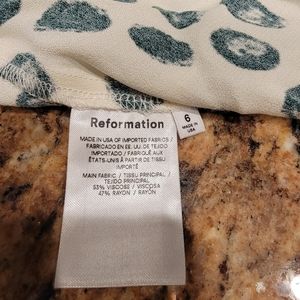 Reformation
6
MADE IN
USA
MADE IN USA OF IMPORTED FABRICS /
FABRICADO EN EE. UU. DE TEJIDO
IMPORTADO / FABRIQUÉ AUX
ÉTATS-UNIS À PARTIR DE TISSU
IMPORTÉ
MAIN FABRIC / TISSU PRINCIPAL /
TEJIDO PRINCIPAL
53% VISCOSE / VISCOSA
47% RAYON / RAYÓN